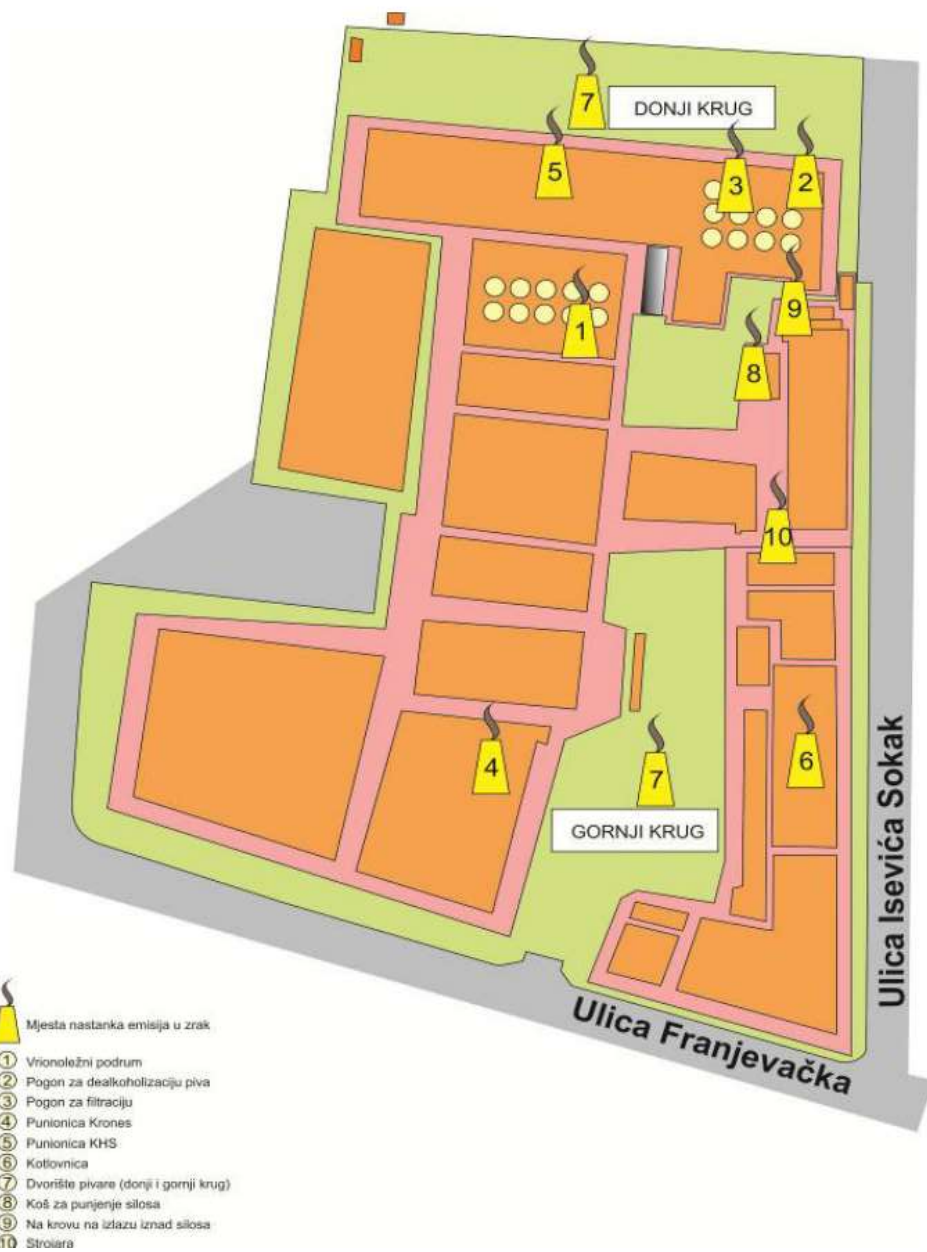 7
DONJI KRUG
5
3
2
9
1
8
10
4
7
6
GORNJI KRUG
Ulica Isevića Sokak
Ulica Franjevačka
Mjesta nastanka emisija u zrak
1 Vrionoležni podrum
2 Pogon za dealkoholizaciju piva
3 Pogon za filtraciju
4 Punionica Krones
5 Punionica KHS
6 Kotlovnica
7 Dvorište pivare (donji i gornji krug)
8 Koš za punjenje silosa
9 Na krovu na izlazu iznad silosa
10 Strojara